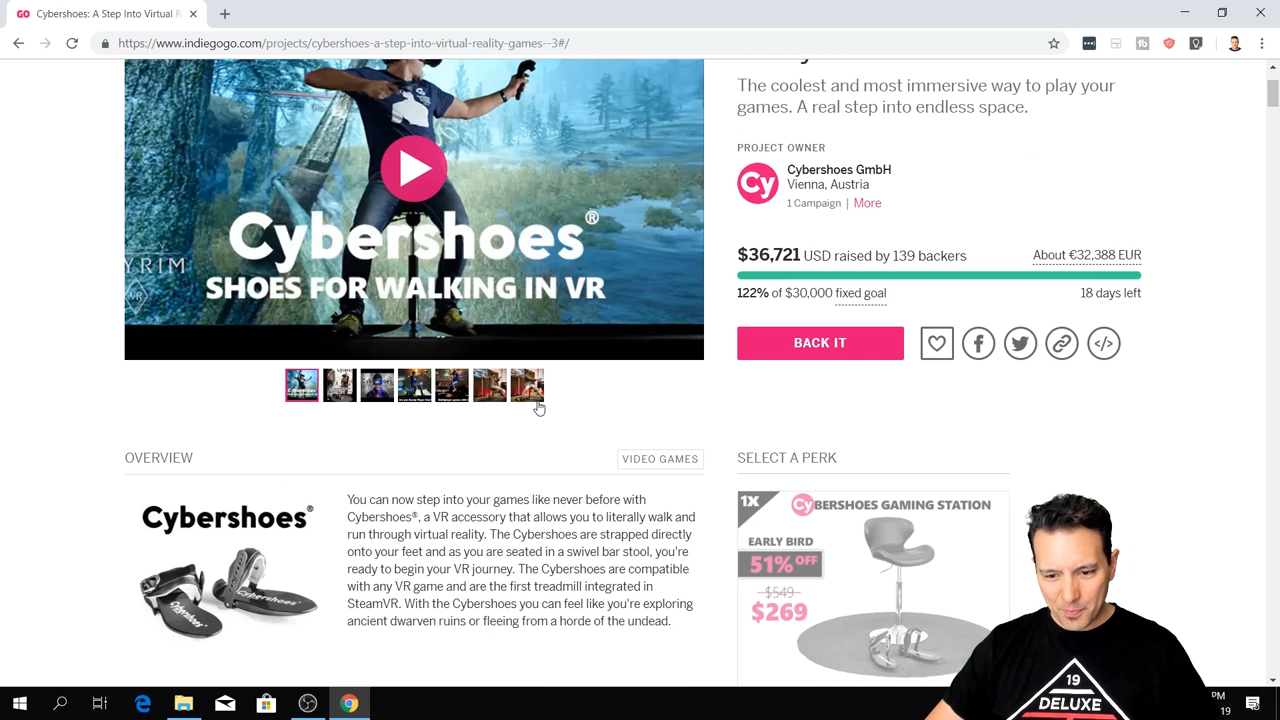 GO Cybershoes: A Step Into Virtual R
https://www.indiegogo.com/projects/cybershoes-a-step-into-virtual-reality-games--3#/
The coolest and most immersive way to play your
games. A real step into endless space.
PROJECT OWNER
Cy
Cybershoes GmbH
Vienna, Austria
1 Campaign | More
$36,721 USD raised by 139 backers
About €32,388 EUR
122% of $30,000 fixed goal
18 days left
BACK IT
YRIM
VR
Cybershoes®
SHOES FOR WALKING IN VR
OVERVIEW
VIDEO GAMES
Cybershoes®
You can now step into your games like never before with
Cybershoes®, a VR accessory that allows you to literally walk and
run through virtual reality. The Cybershoes are strapped directly
onto your feet and as you are seated in a swivel bar stool, you're
ready to begin your VR journey. The Cybershoes are compatible
with any VR game and are the first treadmill integrated in
SteamVR. With the Cybershoes you can feel like you're exploring
ancient dwarven ruins or fleeing from a horde of the undead.
SELECT A PERK
1X
CyBERSHOES GAMING STATION
EARLY BIRD
51% OFF
$549
$269
19
DELUXE
PM
19